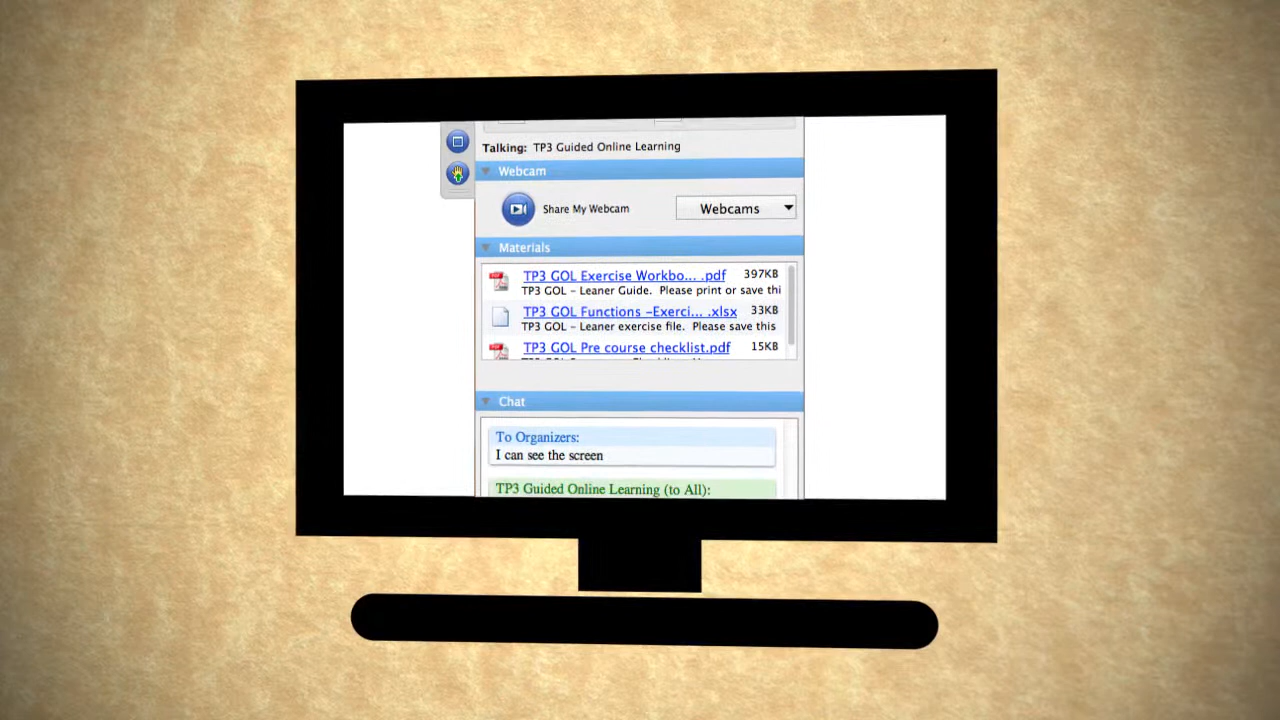 Talking: TP3 Guided Online Learning
Webcam
Share My Webcam
Webcams
Materials
TP3 GOL Exercise Workbo... .pdf 397KB
TP3 GOL – Leaner Guide. Please print or save thi
TP3 GOL Functions –Exerci... .xlsx 33KB
TP3 GOL – Leaner exercise file. Please save this
TP3 GOL Pre course checklist.pdf 15KB
Chat
To Organizers:
I can see the screen
TP3 Guided Online Learning (to All):